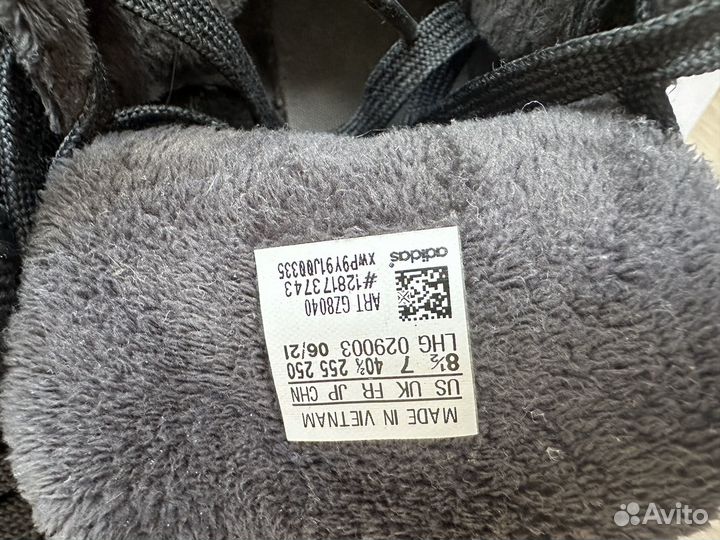 MADE IN VIETNAM
US UK FR JP CHN
8½ 7 40⅔ 255 250
LHG 029003 06/21
ART GZ8040
#128173743
xWP9Y91J00335
adidas
Avito